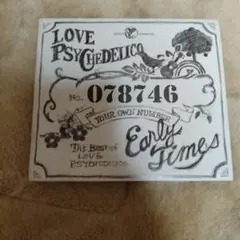 LOVE
PSYCHEDELICO
No. 078746
YOUR OWN NUMBER
Early
Times
The Best of
LOVE
PSYCHEDELICO